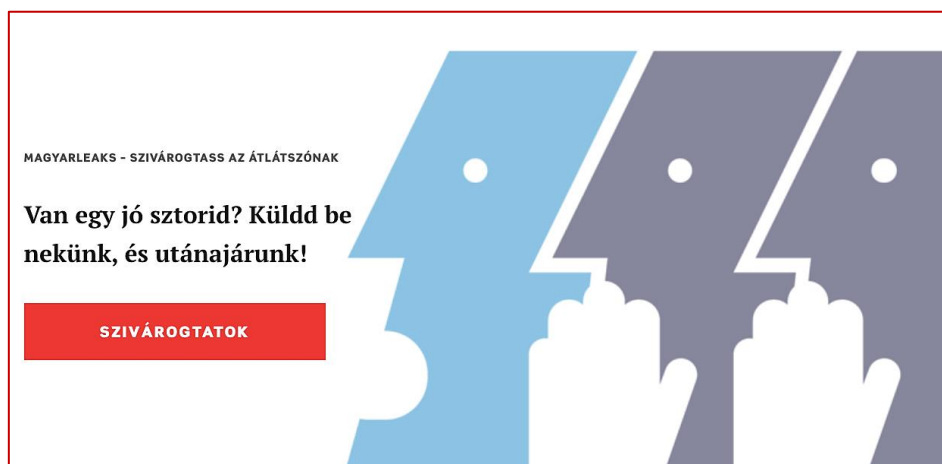 MAGYARLEAKS - SZIVÁROGTASS AZ ÁTLÁTSZÓNAK
Van egy jó sztorid? Küldd be
nekünk, és utánajárunk!
SZIVÁROGTATOK